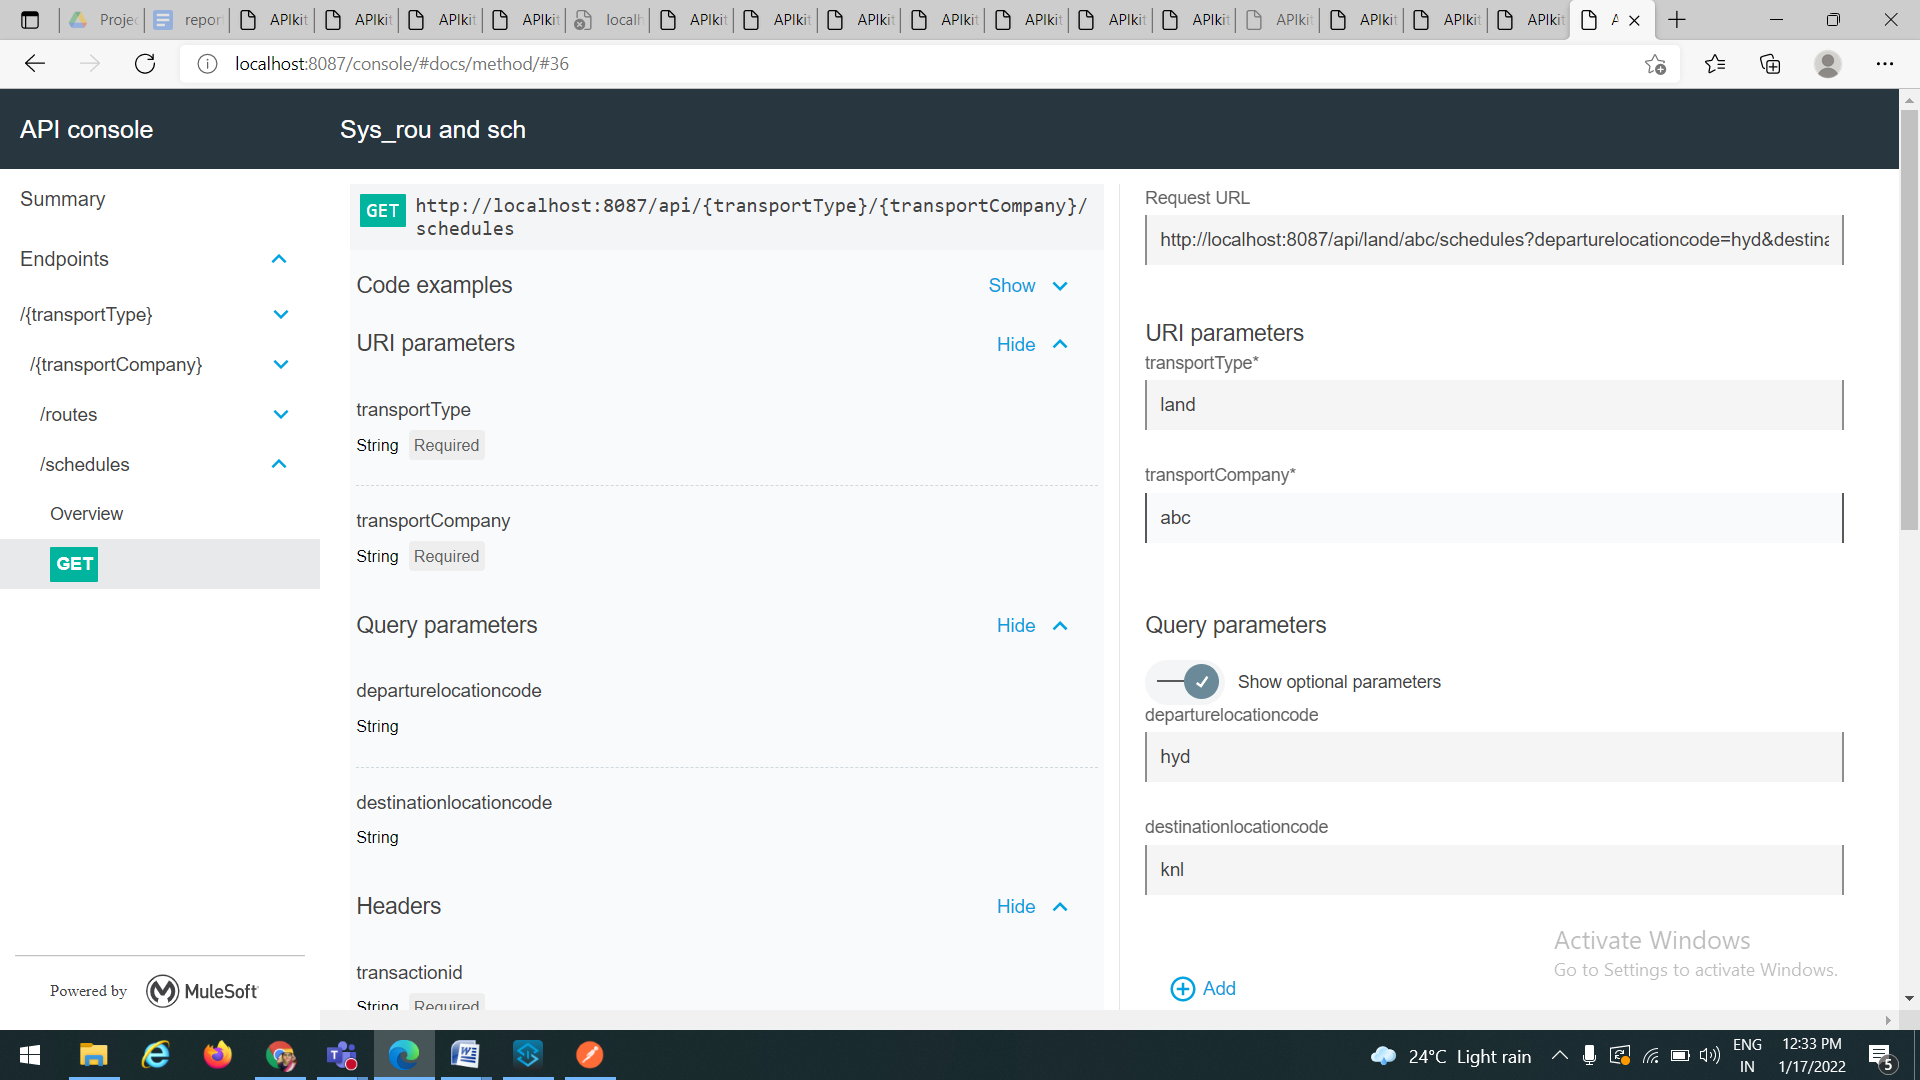 Projec
repor
APIkit
APIkit
APIkit
APIkit
localh
APIkit
APIkit
APIkit
APIkit
APIkit
APIkit
APIkit
APIkit
APIkit
APIkit
APIkit
localhost:8087/console/#docs/method/#36
API console
Sys_rou and sch
Summary
Endpoints
/{transportType}
/{transportCompany}
/routes
/schedules
Overview
GET
Powered by MuleSoft
GET http://localhost:8087/api/{transportType}/{transportCompany}/
schedules
Code examples
Show
URI parameters
Hide
transportType
String Required
transportCompany
String Required
Query parameters
Hide
departurelocationcode
String
destinationlocationcode
String
Headers
Hide
transactionid
String Required
Request URL
http://localhost:8087/api/land/abc/schedules?departurelocationcode=hyd&destina
URI parameters
transportType*
land
transportCompany*
abc
Query parameters
Show optional parameters
departurelocationcode
hyd
destinationlocationcode
knl
Add
Activate Windows
Go to Settings to activate Windows.
24°C Light rain
ENG
IN
12:33 PM
1/17/2022
5